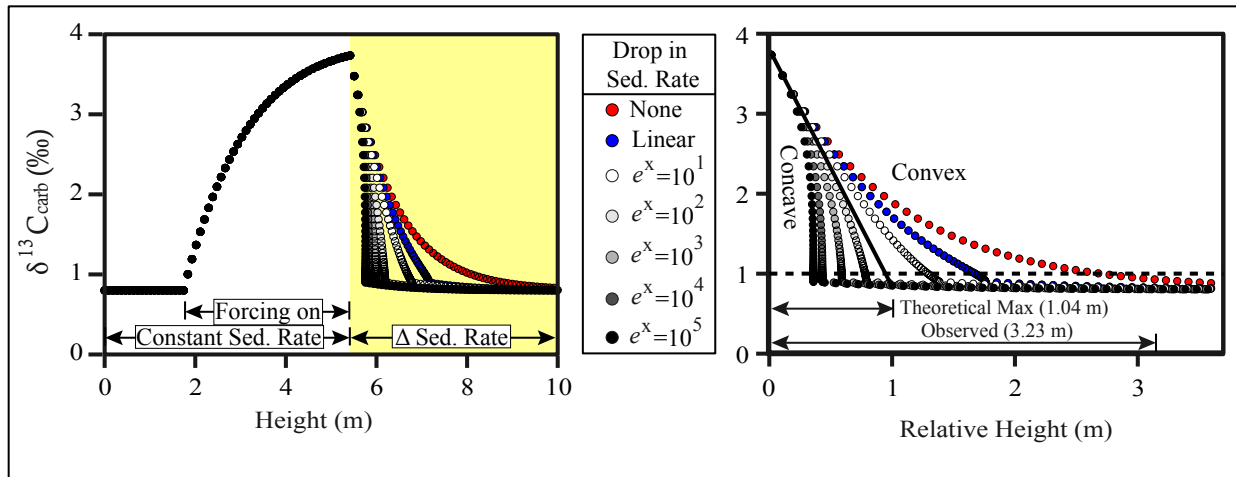 4
3
2
1
0
δ¹³Ccarb (‰)
Forcing on
Constant Sed. Rate
Δ Sed. Rate
0
2
4
6
8
10
Height (m)
Drop in
Sed. Rate
None
Linear
eˣ=10¹
eˣ=10²
eˣ=10³
eˣ=10⁴
eˣ=10⁵
4
3
2
1
0
Concave
Convex
Theoretical Max (1.04 m)
Observed (3.23 m)
0
1
2
3
Relative Height (m)